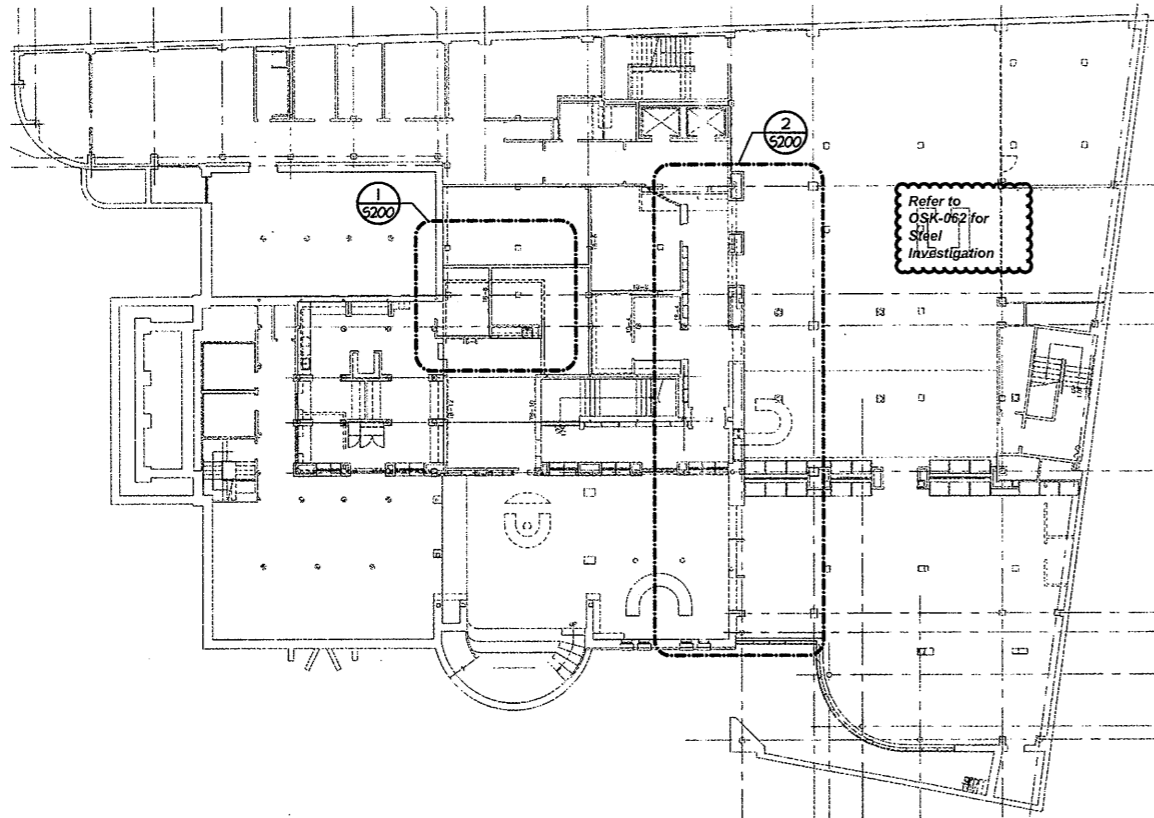 2
5200
1
5200
Refer to
OSK-062 for
Steel
Investigation